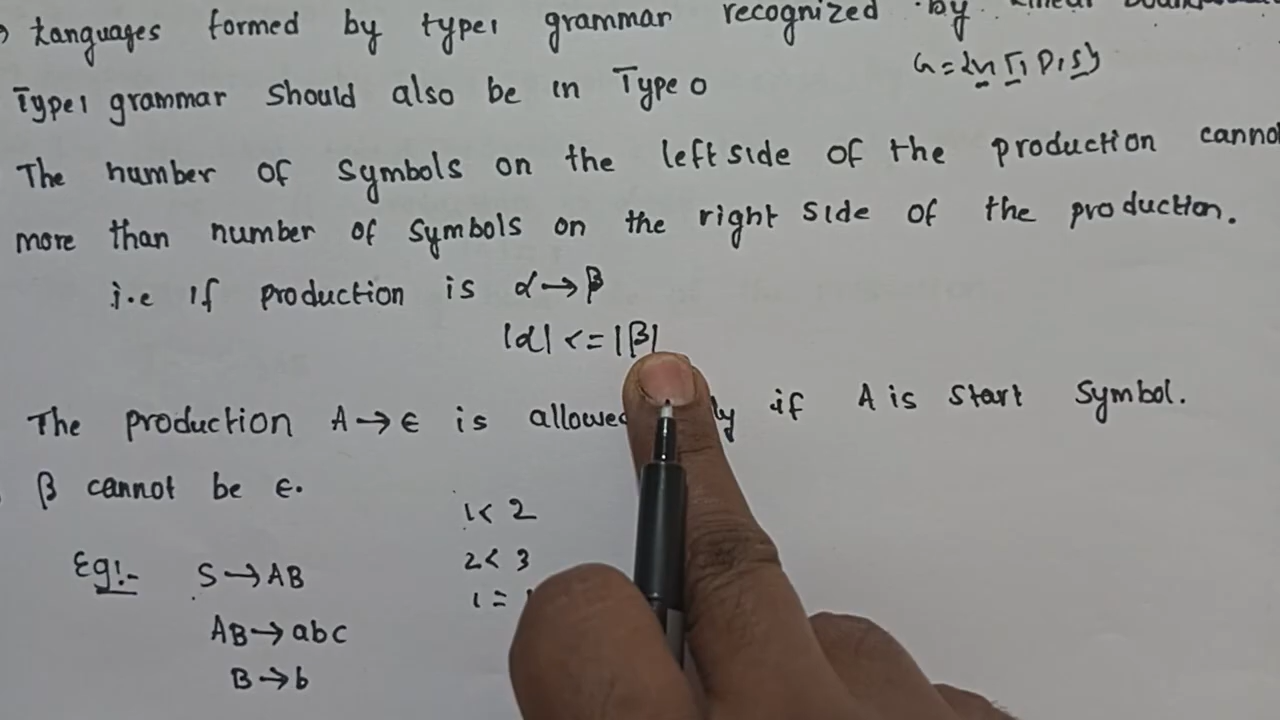 Languages formed by type1 grammar recognized by
G = {V, T, P, S}
Type1 grammar should also be in Type 0
The number of symbols on the left side of the production
more than number of symbols on the right side of the production.
i.e if production is α→β
|α| <= |β|
The production A→ϵ is allowed if A is start symbol.
β cannot be ϵ.
1 < 2
Eg:- S→AB
2 < 3
1 =
AB→abc
B→b